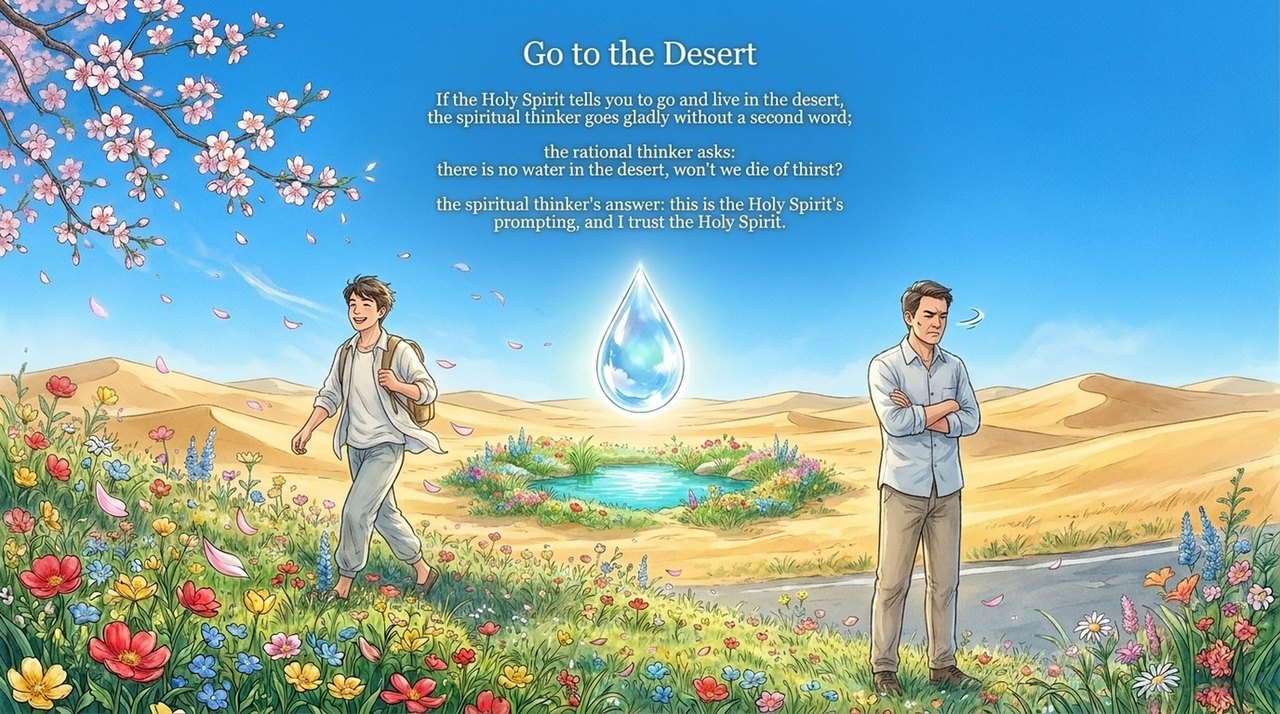 Go to the Desert
If the Holy Spirit tells you to go and live in the desert,
the spiritual thinker goes gladly without a second word;
the rational thinker asks:
there is no water in the desert, won't we die of thirst?
the spiritual thinker's answer: this is the Holy Spirit's
prompting, and I trust the Holy Spirit.